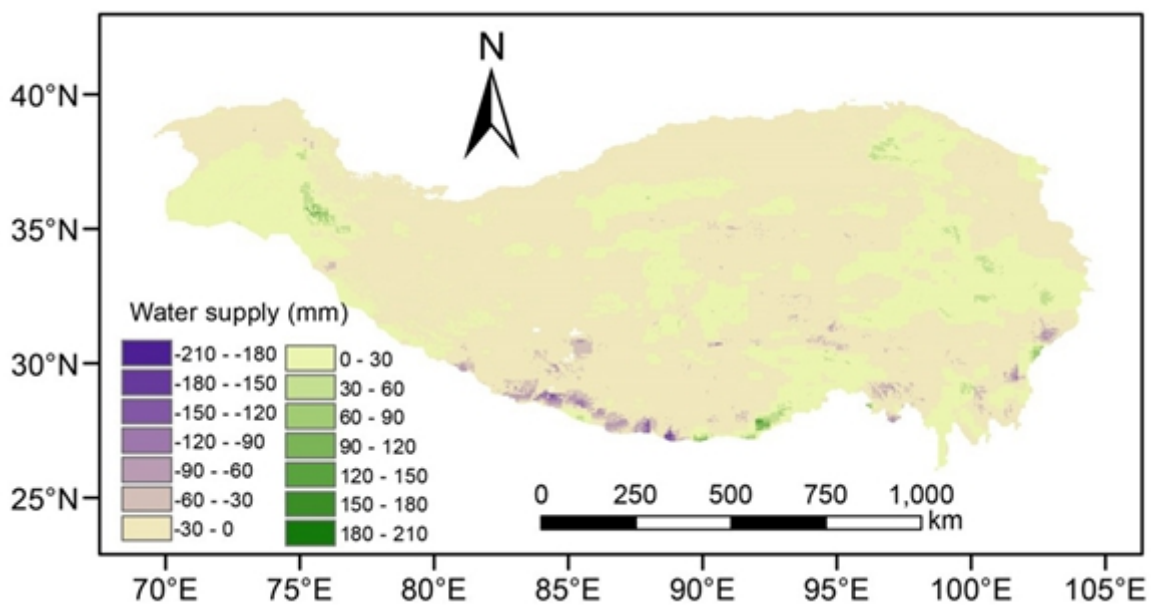 N
40°N
35°N
30°N
25°N
Water supply (mm)
-210 - -180
-180 - -150
-150 - -120
-120 - -90
-90 - -60
-60 - -30
-30 - 0
0 - 30
30 - 60
60 - 90
90 - 120
120 - 150
150 - 180
180 - 210
0 250 500 750 1,000
km
70°E 75°E 80°E 85°E 90°E 95°E 100°E 105°E